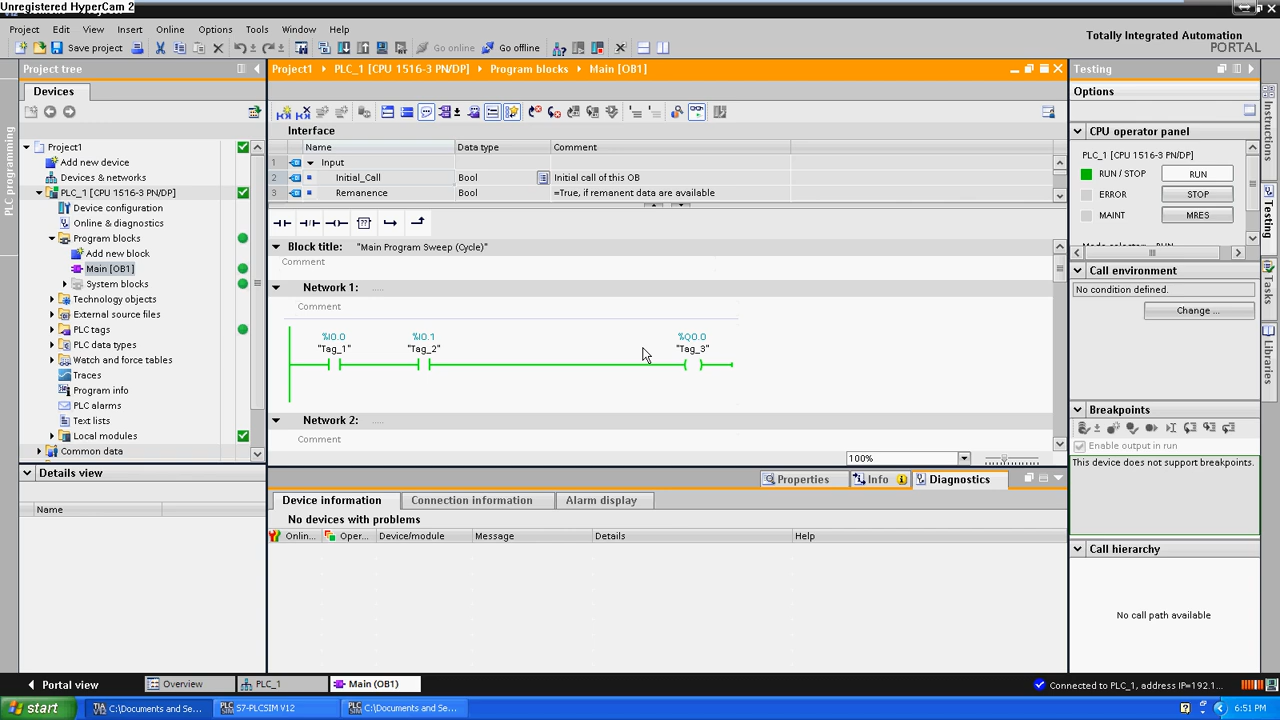 Unregistered HyperCam 2
Project Edit View Insert Online Options Tools Window Help
Totally Integrated Automation
PORTAL
Save project
Go online
Go offline
Project tree
Project1 PLC_1 [CPU 1516-3 PN/DP] Program blocks Main [OB1]
Testing
Devices
Options
PLC programming
Interface
Name Data type Comment
1 Input
2 Initial_Call Bool Initial call of this OB
3 Remanence Bool =True, if remanent data are available
Block title: "Main Program Sweep (Cycle)"
Comment
Network 1: .....
Comment
%I0.0 %I0.1 %Q0.0
"Tag_1" "Tag_2" "Tag_3"
Network 2: .....
Comment
100%
Project1
Add new device
Devices & networks
PLC_1 [CPU 1516-3 PN/DP]
Device configuration
Online & diagnostics
Program blocks
Add new block
Main [OB1]
System blocks
Technology objects
External source files
PLC tags
PLC data types
Watch and force tables
Traces
Program info
PLC alarms
Text lists
Local modules
Common data
Details view
Name
Properties Info Diagnostics
Device information Connection information Alarm display
No devices with problems
Onlin... Oper... Device/module Message Details Help
CPU operator panel
PLC_1 [CPU 1516-3 PN/DP]
RUN / STOP RUN
ERROR STOP
MAINT MRES
Call environment
No condition defined.
Change ...
Breakpoints
Enable output in run
This device does not support breakpoints.
Call hierarchy
No call path available
Instructions
Testing
Tasks
Libraries
Portal view Overview PLC_1 Main (OB1)
Connected to PLC_1, address IP=192.1...
start C:\Documents and Se... S7-PLCSIM V12 C:\Documents and Se... 6:51 PM